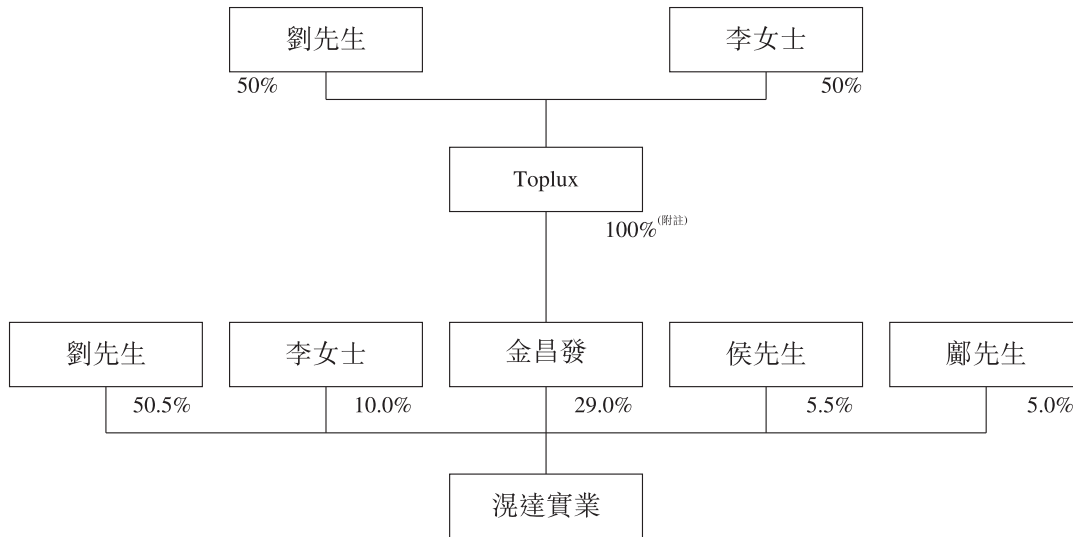 劉先生
李女士
50%
50%
Toplux
100%(附註)
劉先生
李女士
金昌發
侯先生
鄺先生
50.5%
10.0%
29.0%
5.5%
5.0%
滉達實業